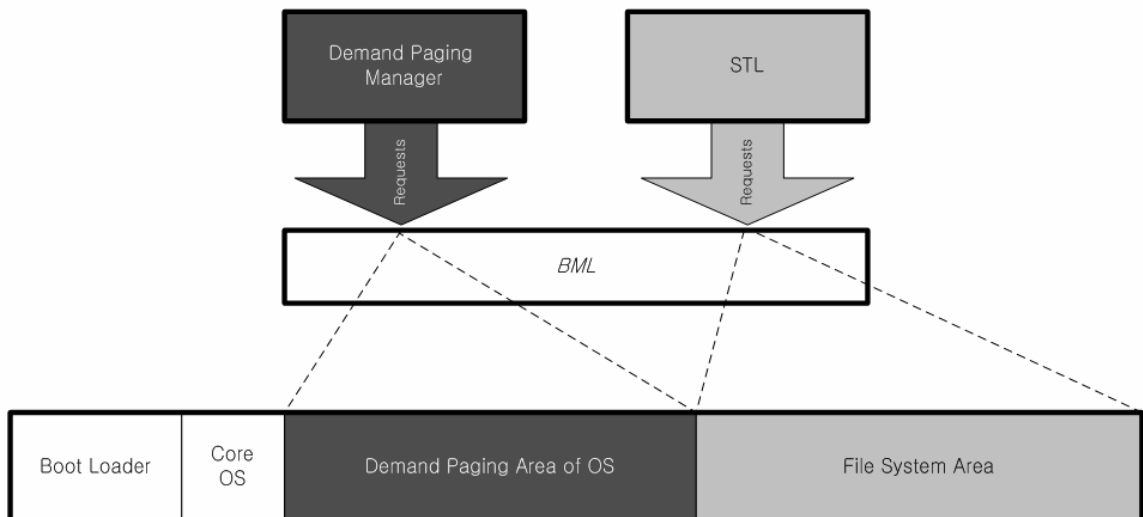 Demand Paging
Manager
STL
Requests
Requests
BML
Boot Loader
Core
OS
Demand Paging Area of OS
File System Area